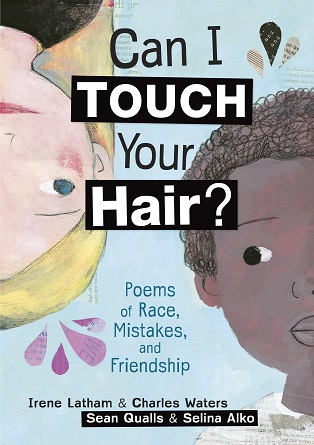 Can I
TOUCH
Your
Hair?
Poems
of Race,
Mistakes,
and
Friendship
Irene Latham & Charles Waters
Sean Qualls & Selina Alko